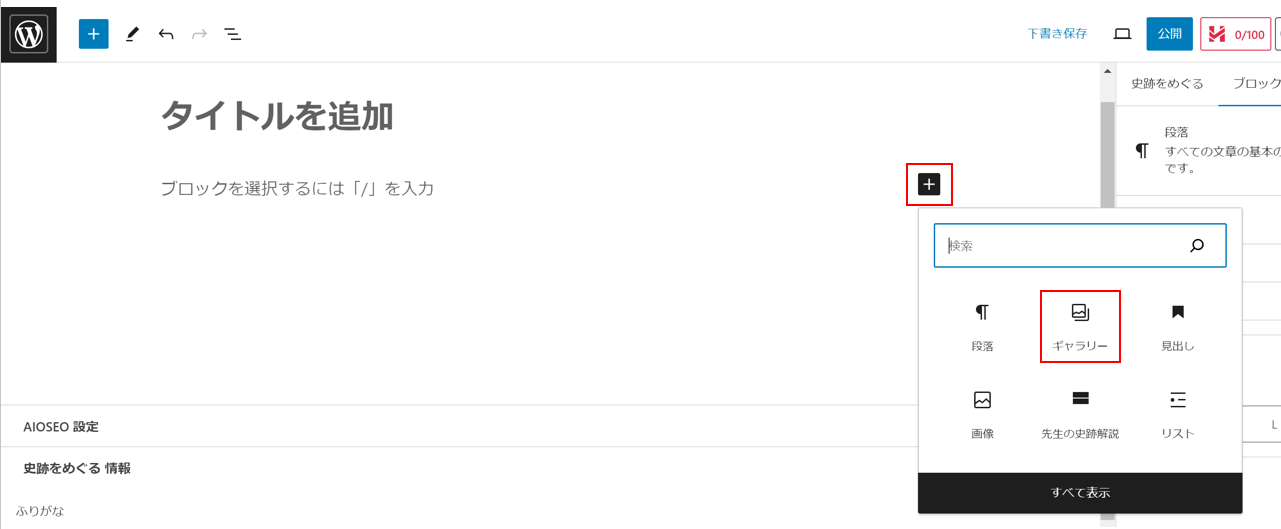 下書き保存
公開
0/100
史跡をめぐる
ブロック
タイトルを追加
段落
すべての文章の基本の
です。
ブロックを選択するには「/」を入力
検索
段落
ギャラリー
見出し
画像
先生の史跡解説
リスト
すべて表示
AIOSEO 設定
L
史跡をめぐる 情報
ふりがな